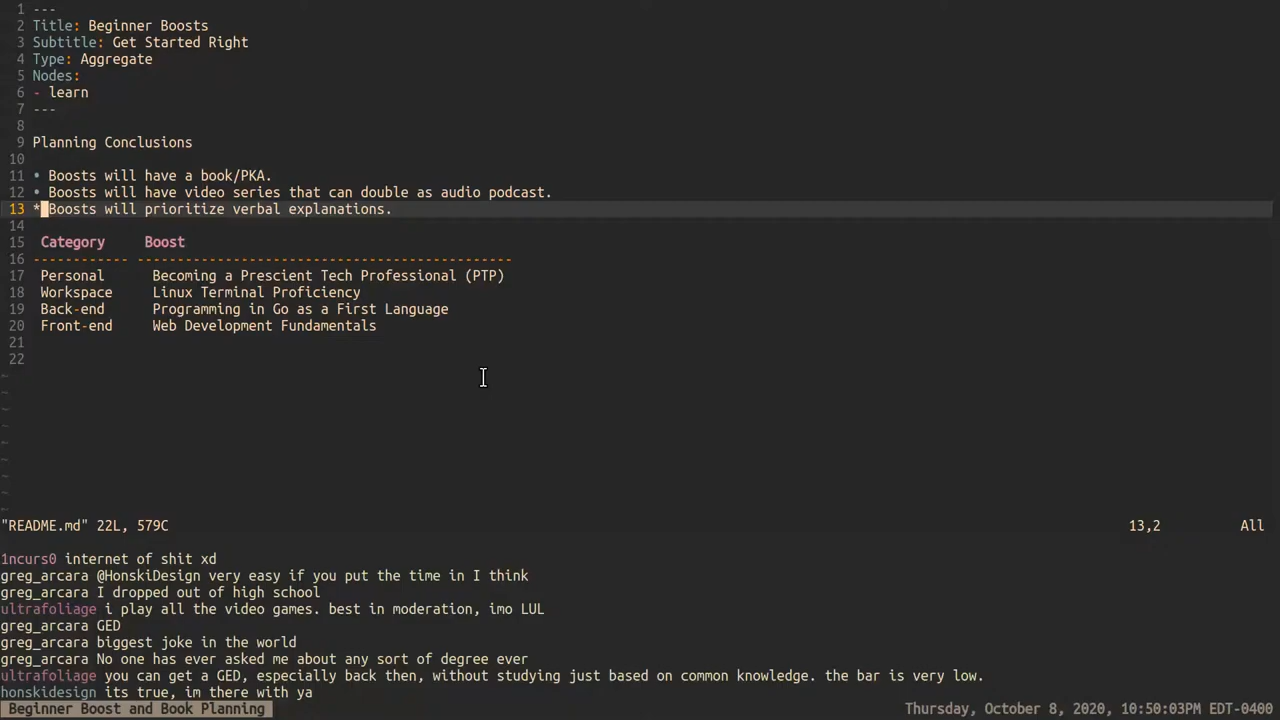 1 ---
2 Title: Beginner Boosts
3 Subtitle: Get Started Right
4 Type: Aggregate
5 Nodes:
6 - learn
7 ---
8
9 Planning Conclusions
10
11 • Boosts will have a book/PKA.
12 • Boosts will have video series that can double as audio podcast.
13 * Boosts will prioritize verbal explanations.
14
15 Category Boost
16 ------------ -----------------------------------------------
17 Personal Becoming a Prescient Tech Professional (PTP)
18 Workspace Linux Terminal Proficiency
19 Back-end Programming in Go as a First Language
20 Front-end Web Development Fundamentals
21
22
~
~
~
~
~
~
~
~
~
"README.md" 22L, 579C 13,2 All
1ncurs0 internet of shit xd
greg_arcara @HonskiDesign very easy if you put the time in I think
greg_arcara I dropped out of high school
ultrafoliage i play all the video games. best in moderation, imo LUL
greg_arcara GED
greg_arcara biggest joke in the world
greg_arcara No one has ever asked me about any sort of degree ever
ultrafoliage you can get a GED, especially back then, without studying just based on common knowledge. the bar is very low.
honskidesign its true, im there with ya
Beginner Boost and Book Planning Thursday, October 8, 2020, 10:50:03PM EDT-0400